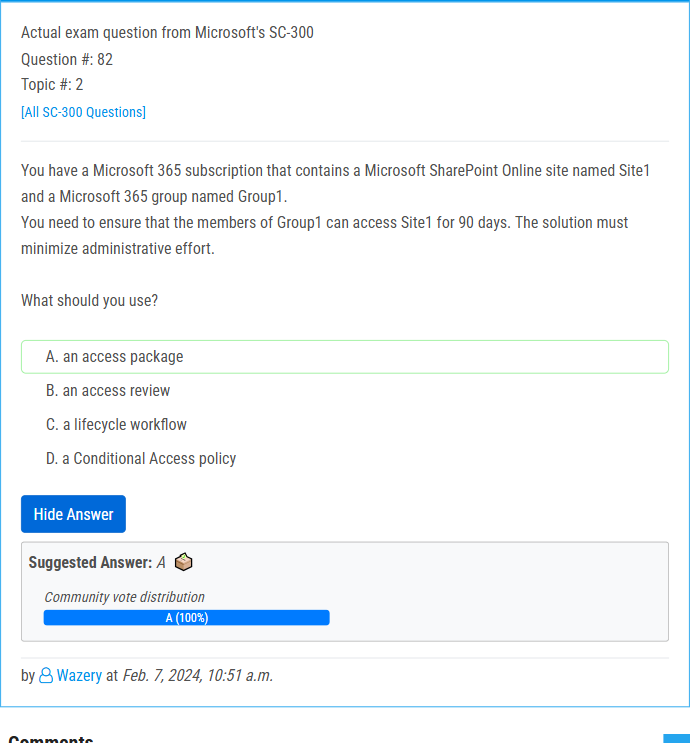 Actual exam question from Microsoft's SC-300
Question #: 82
Topic #: 2
[All SC-300 Questions]
You have a Microsoft 365 subscription that contains a Microsoft SharePoint Online site named Site1
and a Microsoft 365 group named Group1.
You need to ensure that the members of Group1 can access Site1 for 90 days. The solution must
minimize administrative effort.
What should you use?
A. an access package
B. an access review
C. a lifecycle workflow
D. a Conditional Access policy
Hide Answer
Suggested Answer: A
Community vote distribution
A (100%)
by Wazery at Feb. 7, 2024, 10:51 a.m.
Comments